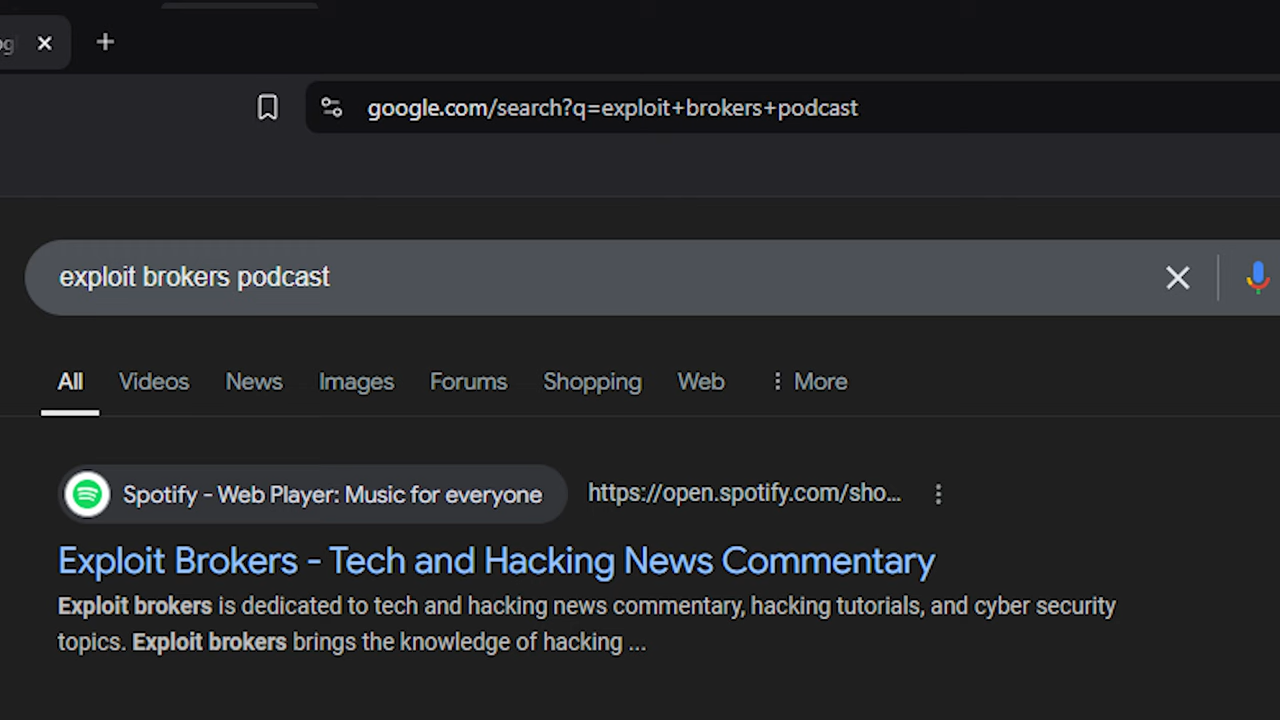 google.com/search?q=exploit+brokers+podcast
exploit brokers podcast
All Videos News Images Forums Shopping Web More
Spotify - Web Player: Music for everyone https://open.spotify.com/sho...
Exploit Brokers - Tech and Hacking News Commentary
Exploit brokers is dedicated to tech and hacking news commentary, hacking tutorials, and cyber security
topics. Exploit brokers brings the knowledge of hacking ...